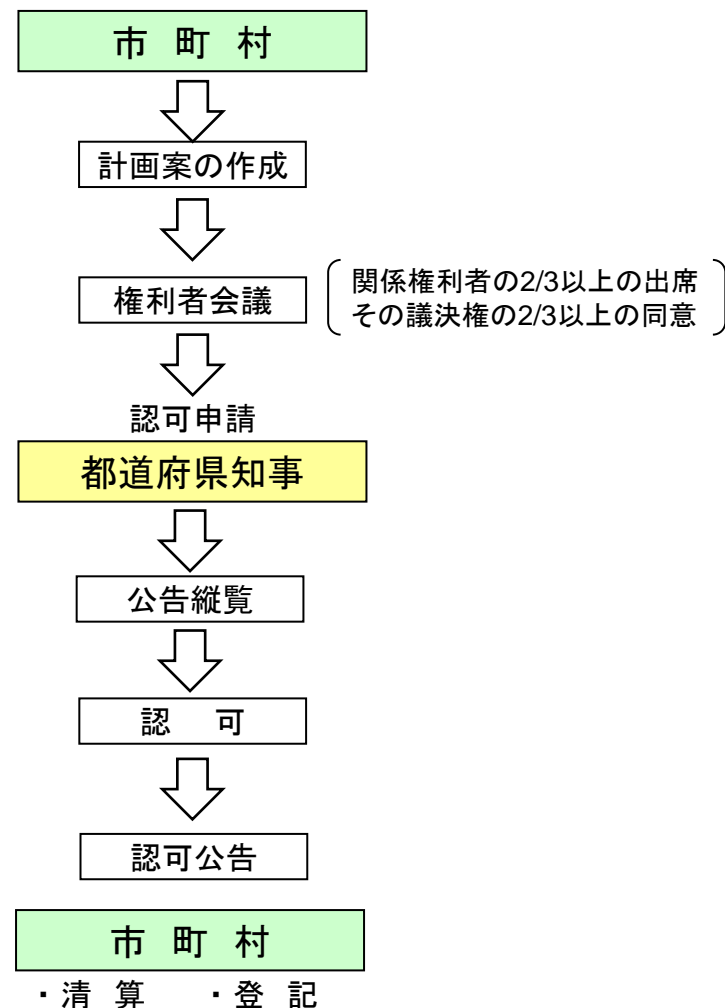 市 町 村
計画案の作成
権利者会議
関係権利者の2/3以上の出席
その議決権の2/3以上の同意
認可申請
都道府県知事
公告縦覧
認 可
認可公告
市 町 村
・清 算 ・登 記